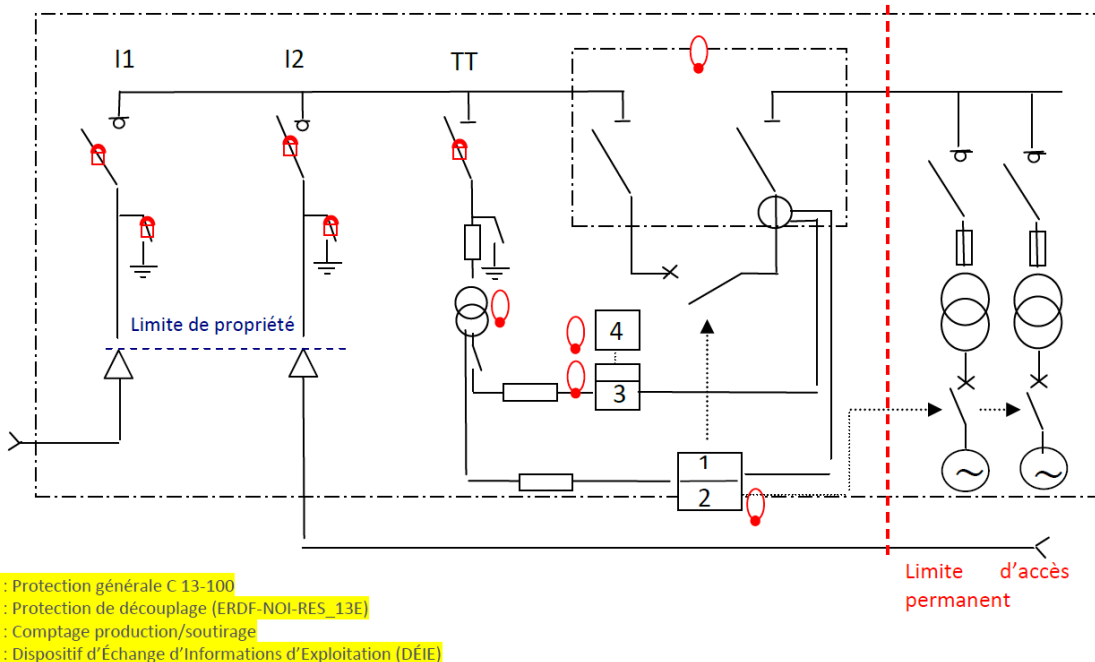 I1
I2
TT
Limite de propriété
4
3
1
2
Limite d'accès
permanent
: Protection générale C 13-100
: Protection de découplage (ERDF-NOI-RES_13E)
: Comptage production/soutirage
: Dispositif d'Échange d'Informations d'Exploitation (DÉIE)